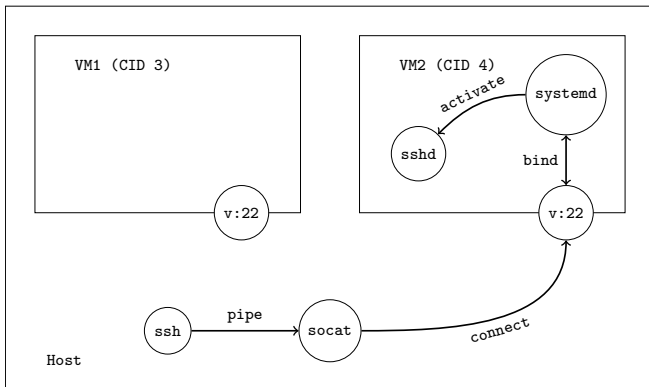 VM1 (CID 3)
VM2 (CID 4)
activate
systemd
sshd
bind
v:22
v:22
pipe
ssh
socat
connect
Host